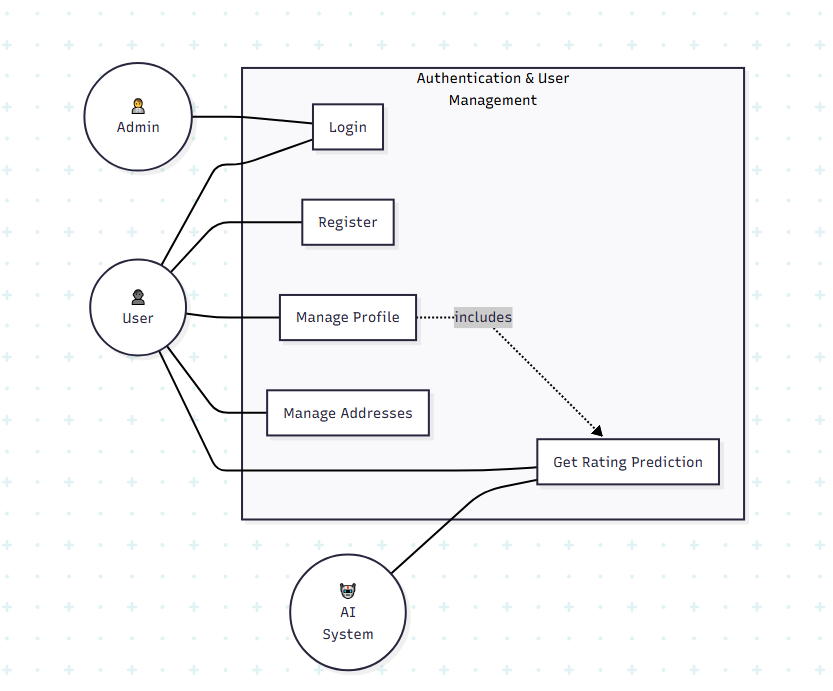 Authentication & User
Management
Admin
Login
Register
User
Manage Profile
includes
Manage Addresses
Get Rating Prediction
AI
System